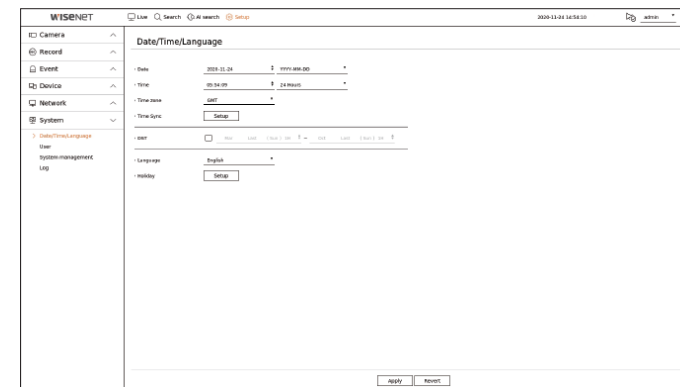 WISENET
Live Search AI search Setup
2020-11-24 14:54:10
admin
Camera
Record
Event
Device
Network
System
Date/Time/Language
User
System management
Log
Date/Time/Language
Date 2020-11-24 YYYY-MM-DD
Time 05:54:09 24 Hours
Time zone GMT
Time Sync Setup
DST
Language English
Holiday Setup
Apply Revert